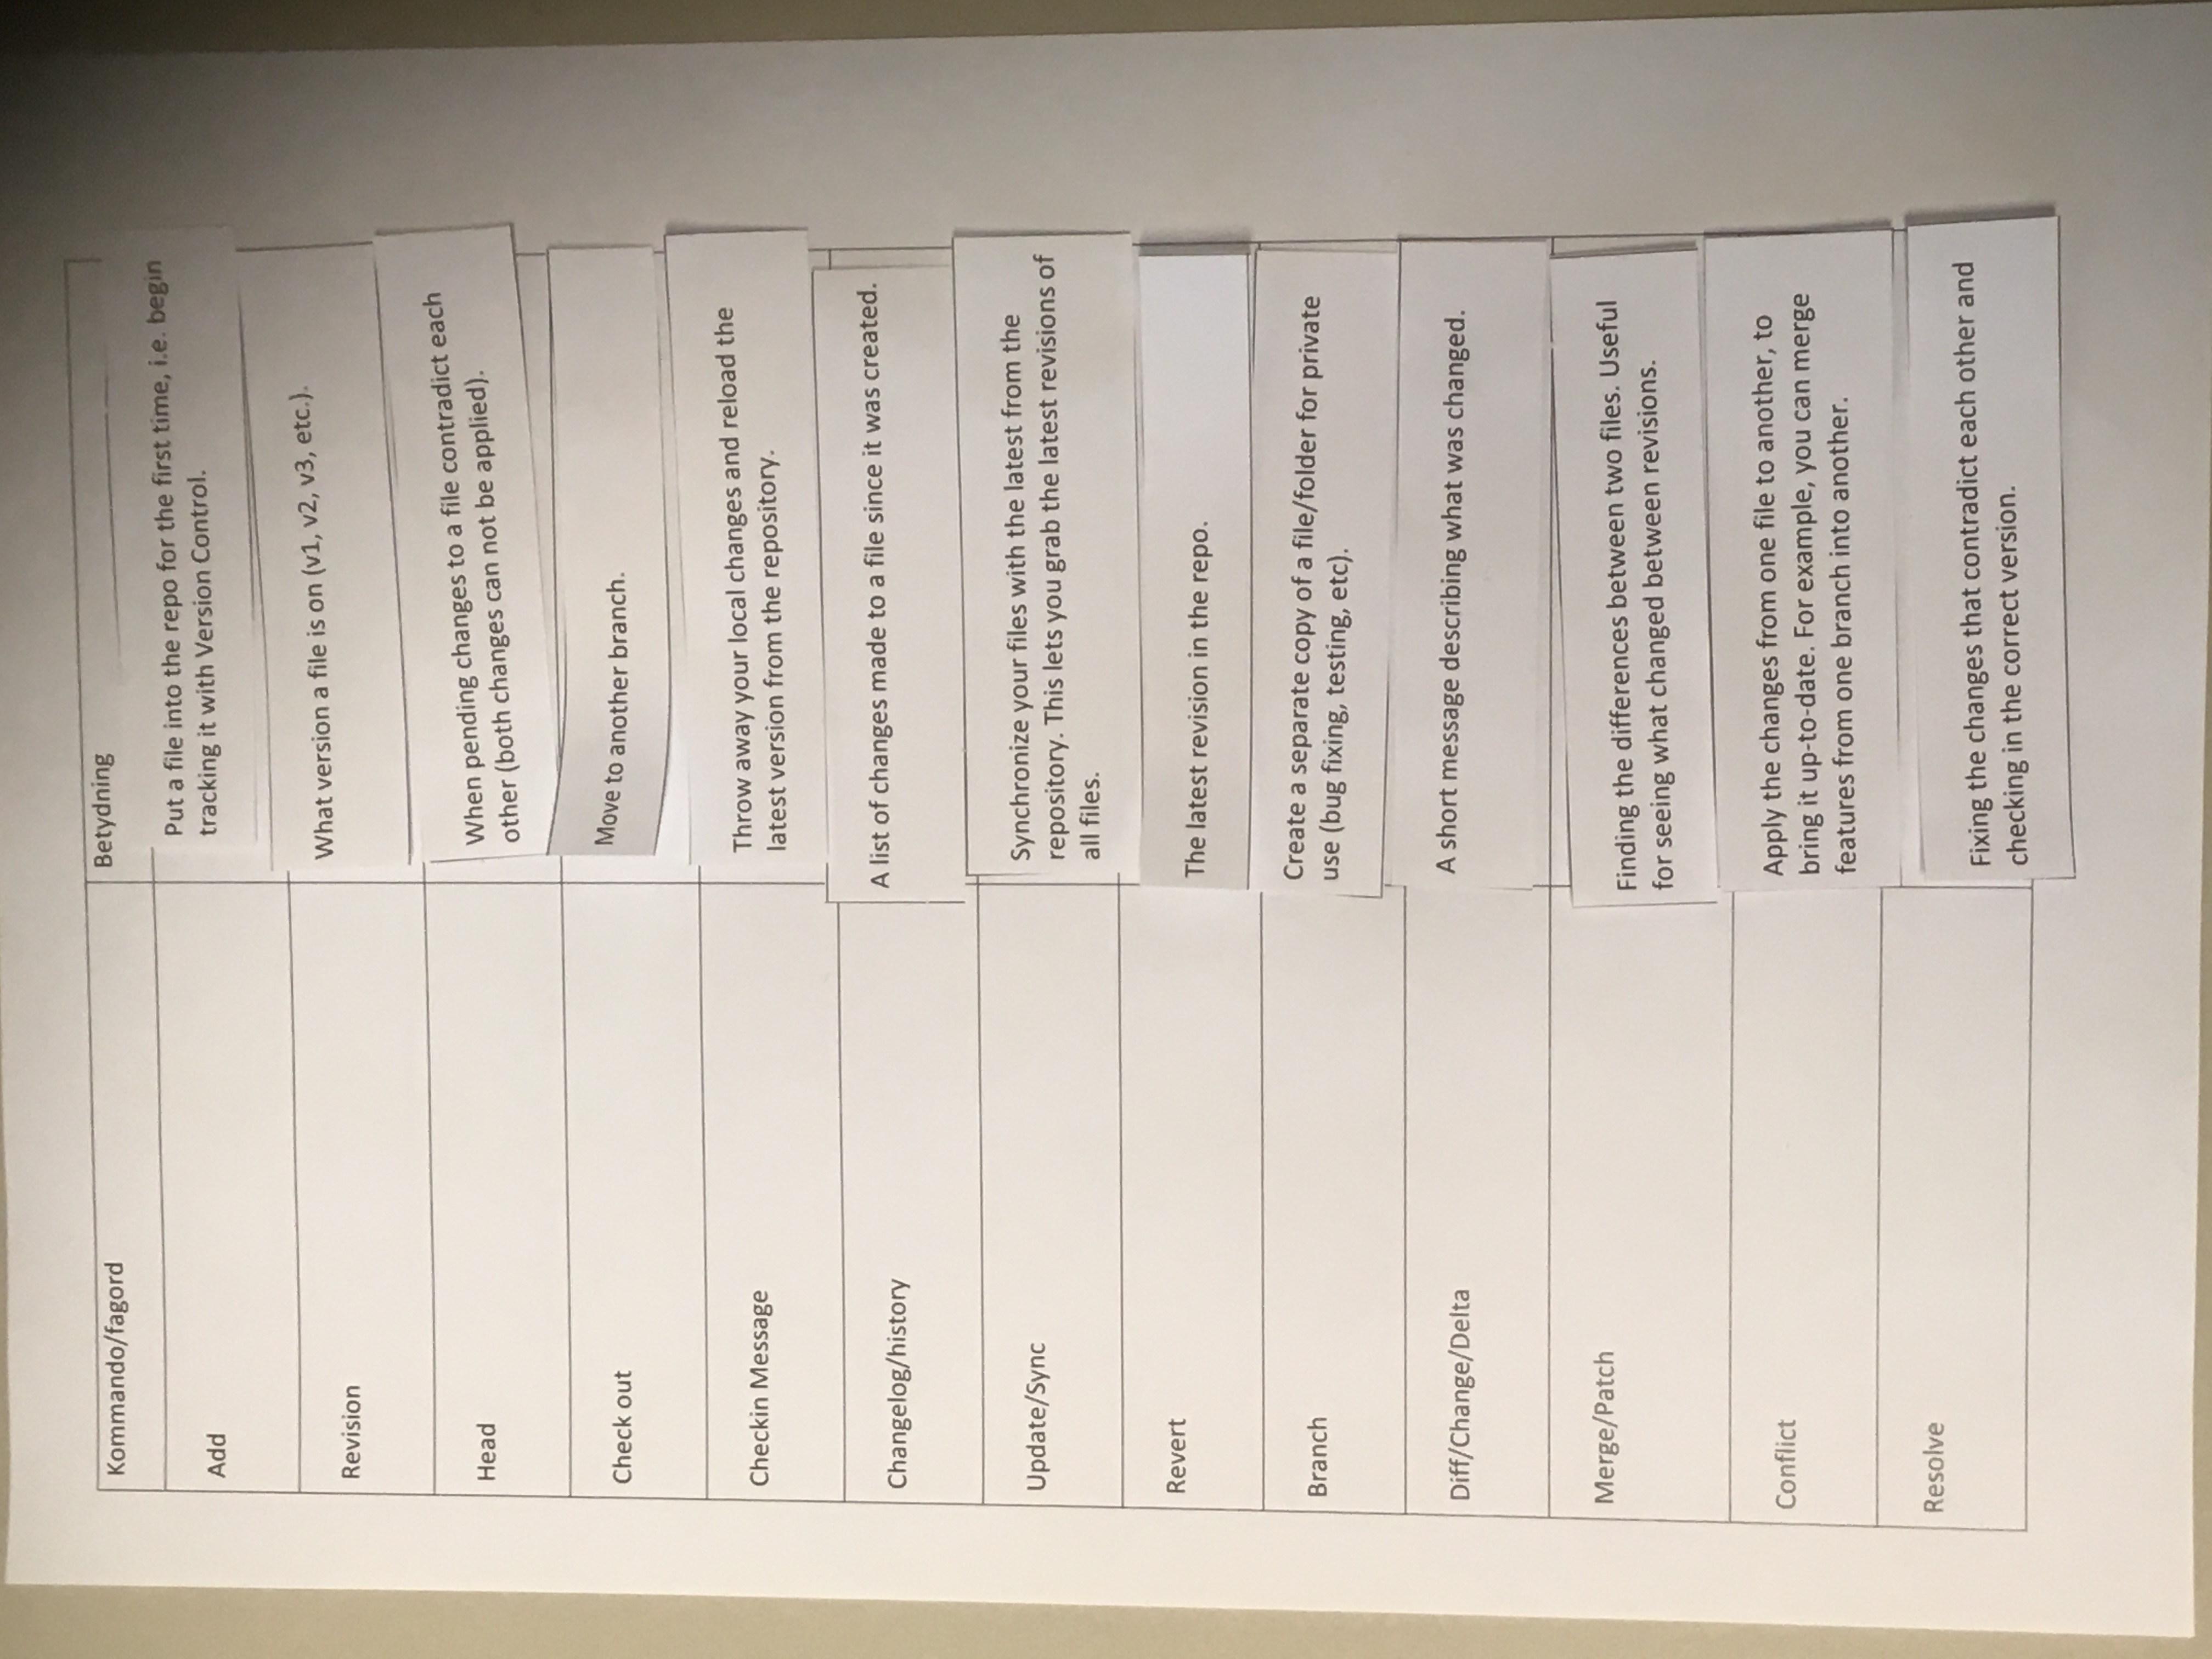 Kommando/fagord
Betydning
Add
Put a file into the repo for the first time, i.e. begin
tracking it with Version Control.
Revision
What version a file is on (v1, v2, v3, etc.).
Head
When pending changes to a file contradict each
other (both changes can not be applied).
Check out
Move to another branch.
Checkin Message
Throw away your local changes and reload the
latest version from the repository.
Changelog/history
A list of changes made to a file since it was created.
Update/Sync
Synchronize your files with the latest from the
repository. This lets you grab the latest revisions of
all files.
Revert
The latest revision in the repo.
Branch
Create a separate copy of a file/folder for private
use (bug fixing, testing, etc).
Diff/Change/Delta
A short message describing what was changed.
Merge/Patch
Finding the differences between two files. Useful
for seeing what changed between revisions.
Conflict
Apply the changes from one file to another, to
bring it up-to-date. For example, you can merge
features from one branch into another.
Resolve
Fixing the changes that contradict each other and
checking in the correct version.